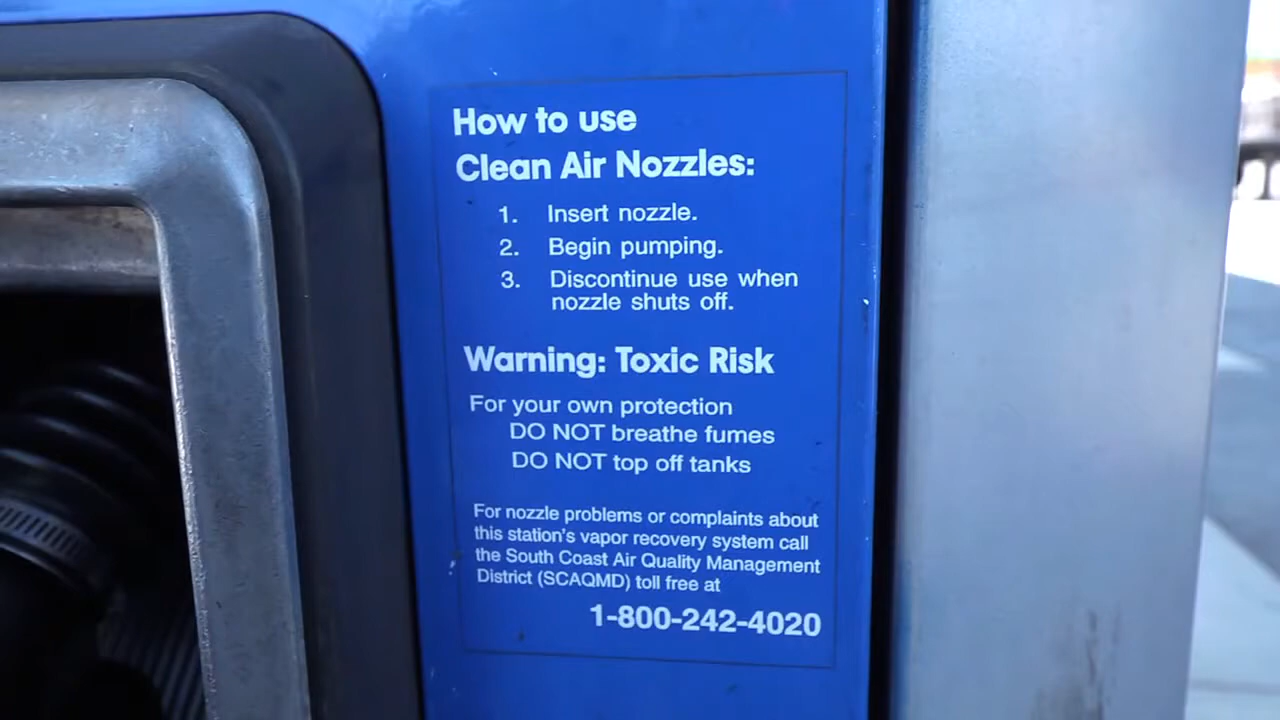 How to use
Clean Air Nozzles:
1. Insert nozzle.
2. Begin pumping.
3. Discontinue use when
nozzle shuts off.
Warning: Toxic Risk
For your own protection
DO NOT breathe fumes
DO NOT top off tanks
For nozzle problems or complaints about
this station's vapor recovery system call
the South Coast Air Quality Management
District (SCAQMD) toll free at
1-800-242-4020